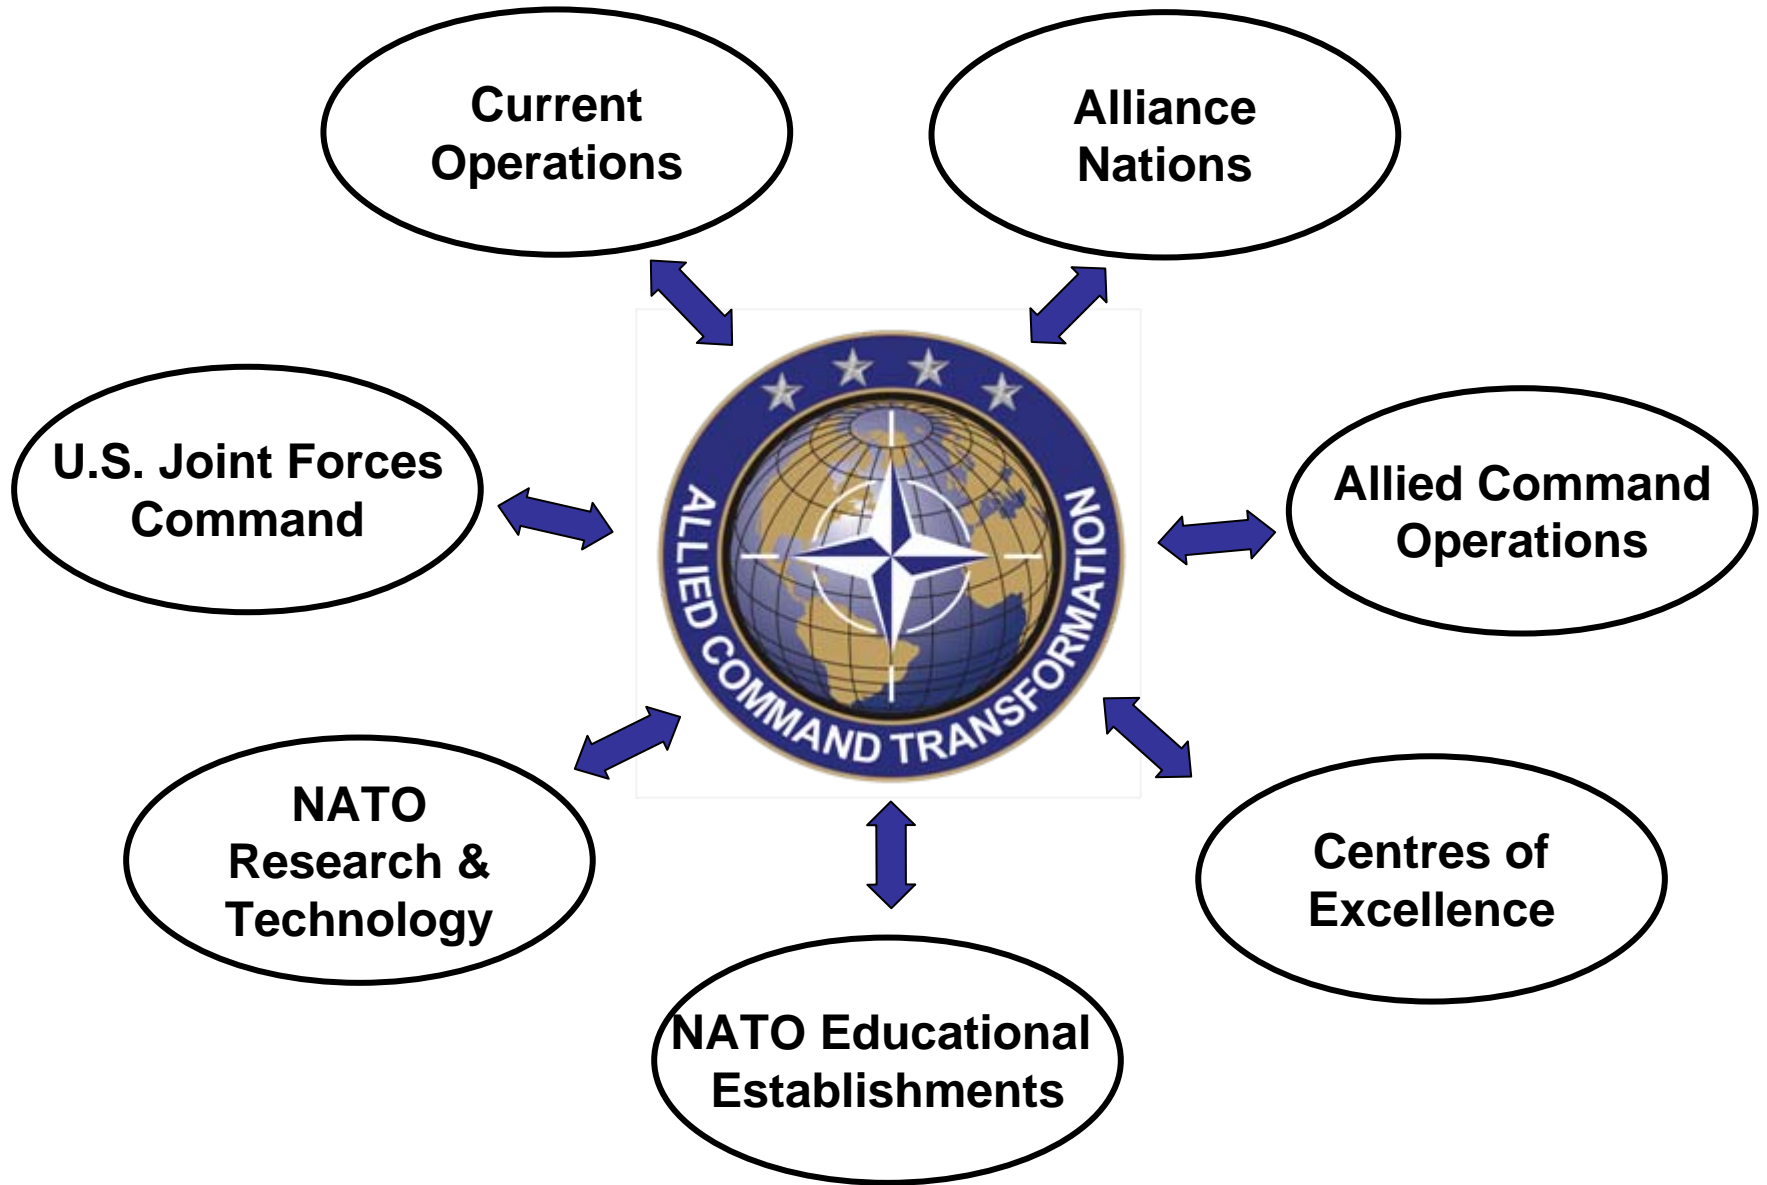 Current
Operations
Alliance
Nations
U.S. Joint Forces
Command
Allied Command
Operations
ALLIED COMMAND TRANSFORMATION
NATO
Research &
Technology
Centres of
Excellence
NATO Educational
Establishments